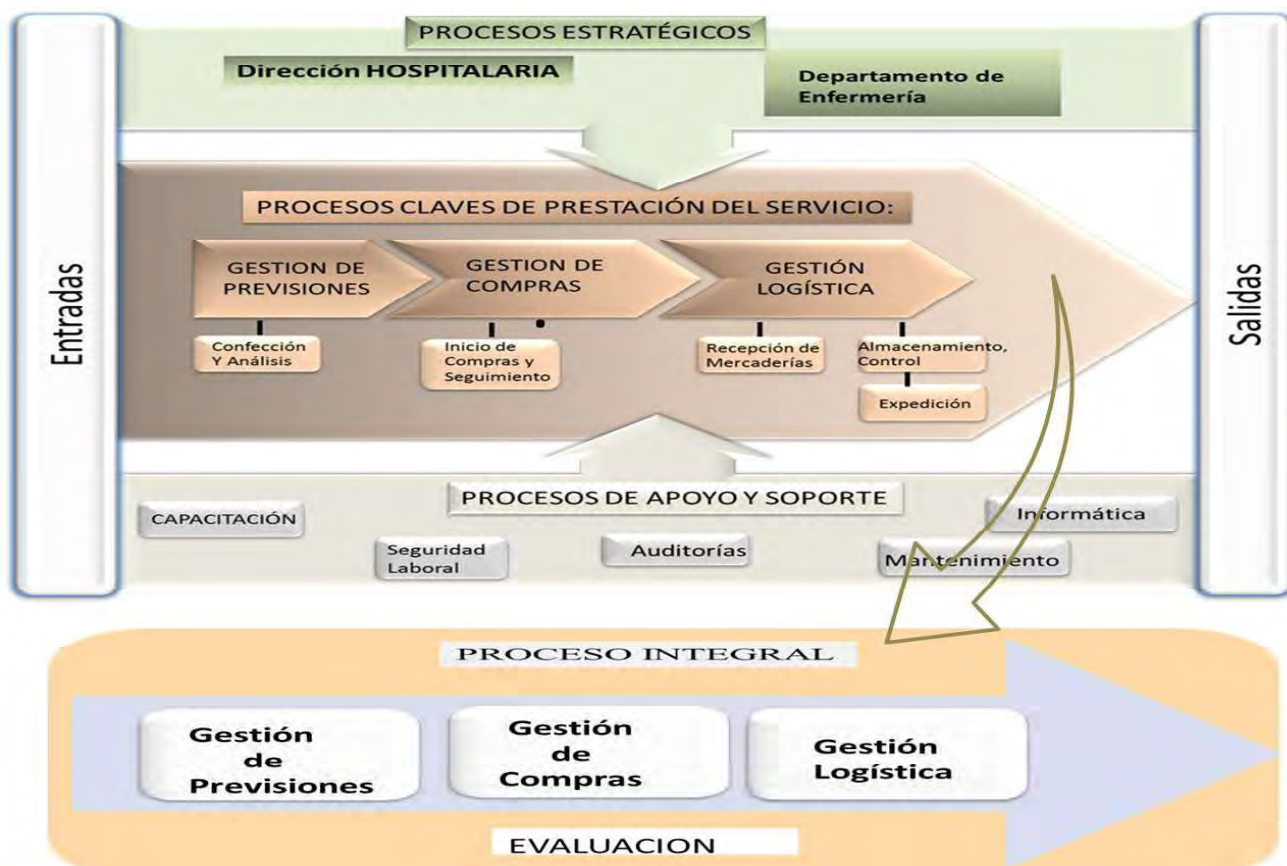 PROCESOS ESTRATÉGICOS
Dirección HOSPITALARIA
Departamento de
Enfermería
Entradas
PROCESOS CLAVES DE PRESTACIÓN DEL SERVICIO:
GESTION DE
PREVISIONES
GESTION DE
COMPRAS
GESTIÓN
LOGÍSTICA
Confección
Y Análisis
Inicio de
Compras y
Seguimiento
Recepción de
Mercaderías
Almacenamiento,
Control
Expedición
Salidas
PROCESOS DE APOYO Y SOPORTE
CAPACITACIÓN
Seguridad
Laboral
Auditorías
Mantenimiento
Informática
PROCESO INTEGRAL
Gestión
de
Previsiones
Gestión
de
Compras
Gestión
Logística
EVALUACION